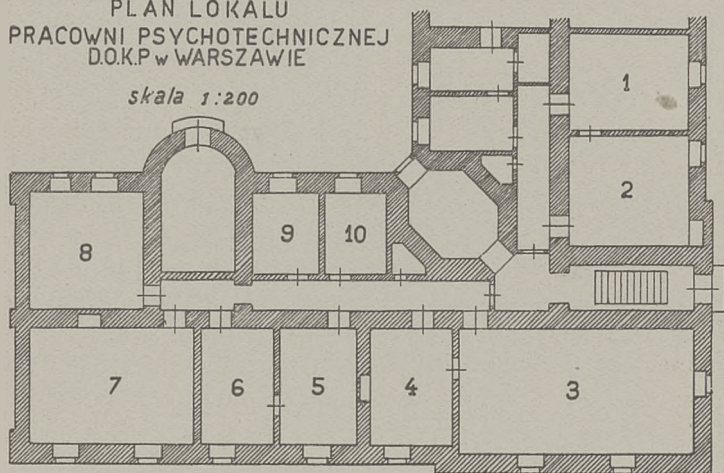 PLAN LOKALU
PRACOWNI PSYCHOTECHNICZNEJ
D.O.K.P w WARSZAWIE
skala 1:200
1
2
8
9
10
7
6
5
4
3